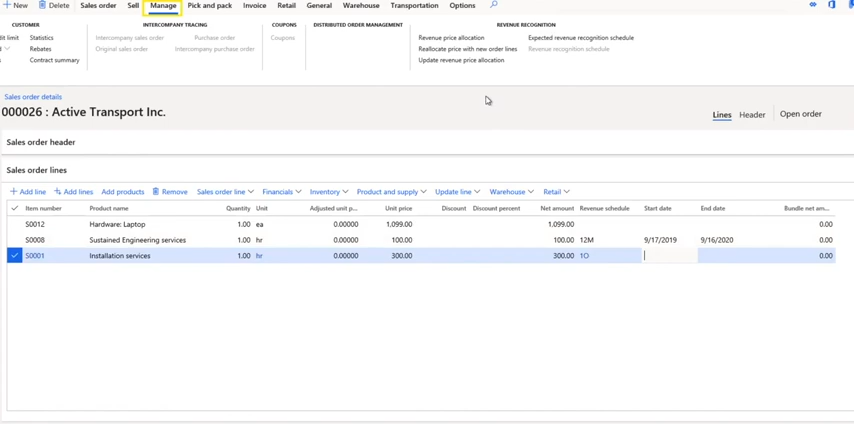 New Delete Sales order Sell Manage Pick and pack Invoice Retail General Warehouse Transportation Options
CUSTOMER INTERCOMPANY TRACING COUPONS DISTRIBUTED ORDER MANAGEMENT REVENUE RECOGNITION
dit limit Statistics Intercompany sales order Purchase order Coupons Revenue price allocation Expected revenue recognition schedule
Rebates Original sales order Intercompany purchase order Reallocate price with new order lines Revenue recognition schedule
Contract summary Update revenue price allocation
Sales order details
000026 : Active Transport Inc. Lines Header Open order
Sales order header
Sales order lines
Add line Add lines Add products Remove Sales order line Financials Inventory Product and supply Update line Warehouse Retail
Item number Product name Quantity Unit Adjusted unit p... Unit price Discount Discount percent Net amount Revenue schedule Start date End date Bundle net am...
S0012 Hardware: Laptop 1.00 ea 0.00000 1,099.00 1,099.00 0.00
S0008 Sustained Engineering services 1.00 hr 0.00000 100.00 100.00 12M 9/17/2019 9/16/2020 0.00
S0001 Installation services 1.00 hr 0.00000 300.00 300.00 1O 0.00